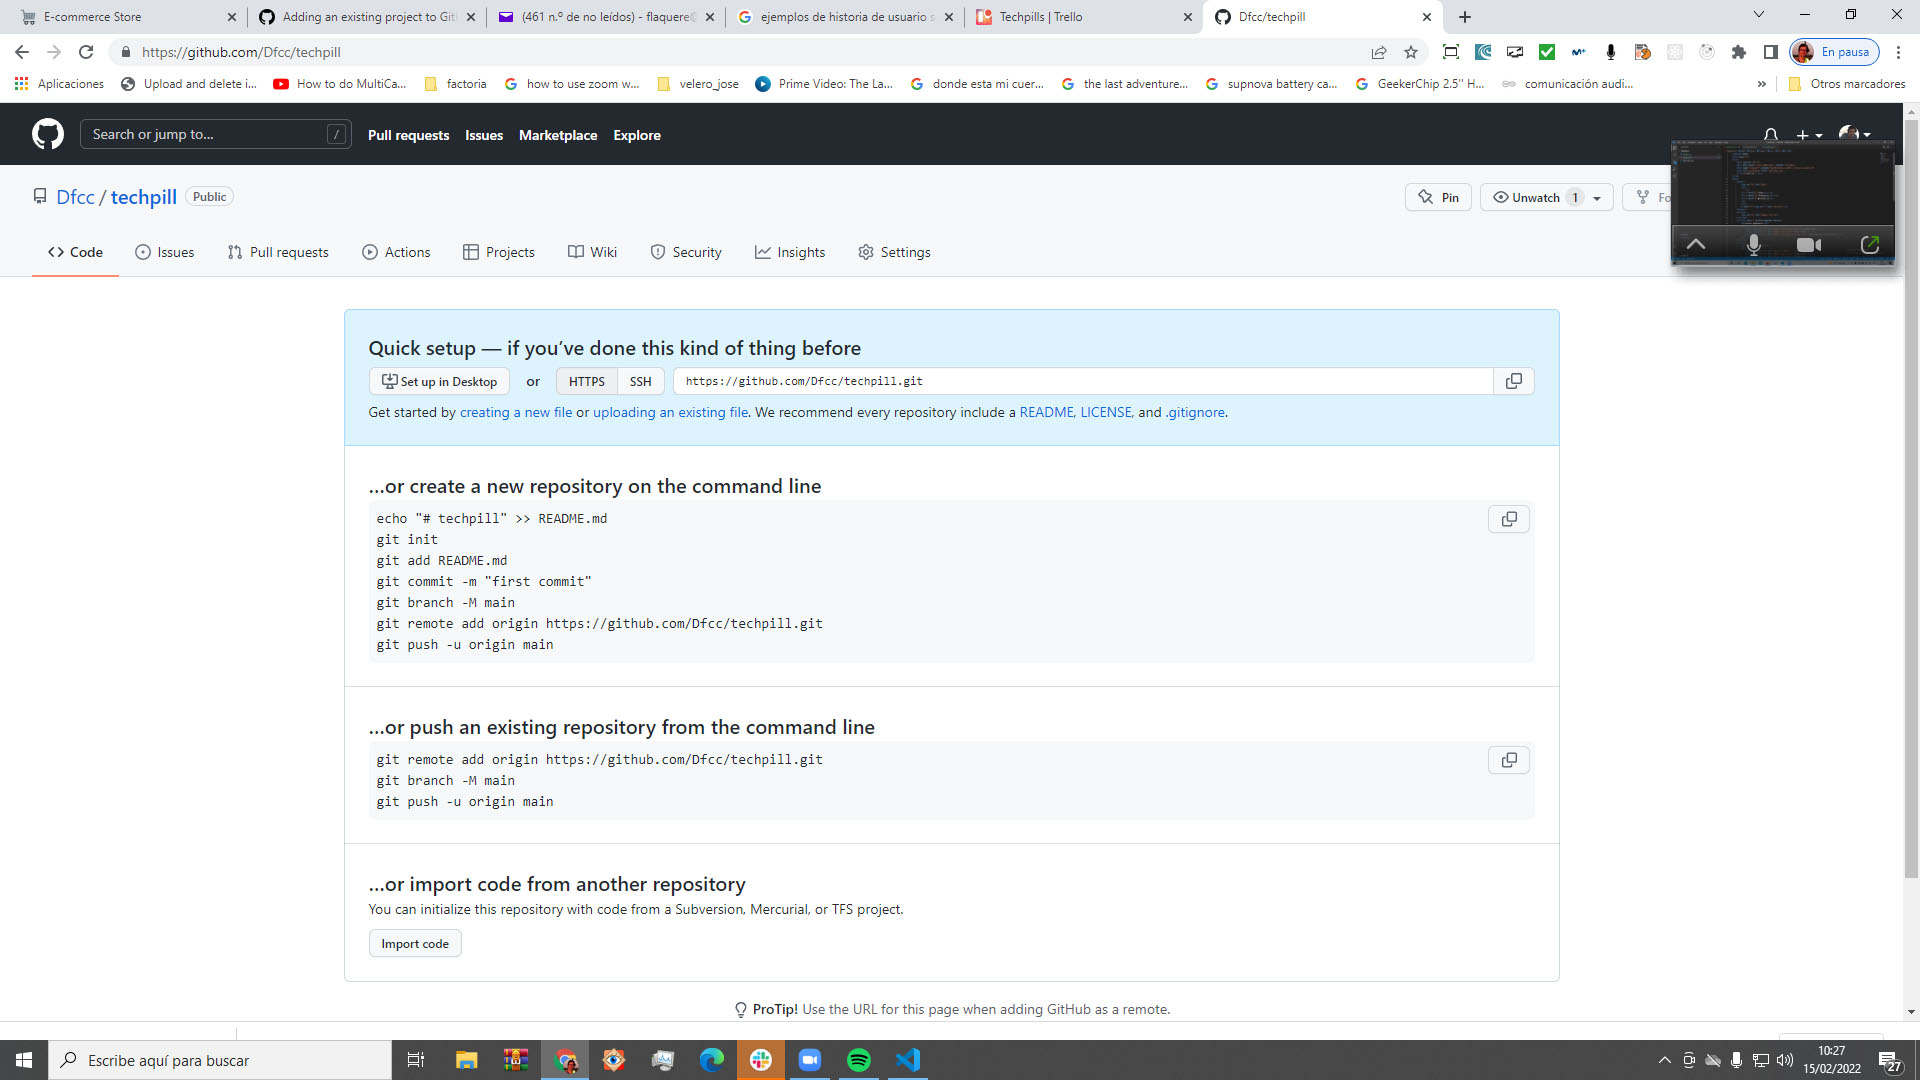 E-commerce Store
Adding an existing project to Git
(461 n.º de no leídos) - flaquere@
ejemplos de historia de usuario s
Techpills | Trello
Dfcc/techpill
https://github.com/Dfcc/techpill
En pausa
Aplicaciones
Upload and delete i...
How to do MultiCa...
factoria
how to use zoom w...
velero_jose
Prime Video: The La...
donde esta mi cuer...
the last adventure...
supnova battery ca...
GeekerChip 2.5" H...
comunicación audi...
»
Otros marcadores
Search or jump to...
/
Pull requests
Issues
Marketplace
Explore
Dfcc / techpill
Public
Pin
Unwatch 1
Fo
Code
Issues
Pull requests
Actions
Projects
Wiki
Security
Insights
Settings
Quick setup — if you’ve done this kind of thing before
Set up in Desktop
or
HTTPS
SSH
https://github.com/Dfcc/techpill.git
Get started by creating a new file or uploading an existing file. We recommend every repository include a README, LICENSE, and .gitignore.
…or create a new repository on the command line
echo "# techpill" >> README.md
git init
git add README.md
git commit -m "first commit"
git branch -M main
git remote add origin https://github.com/Dfcc/techpill.git
git push -u origin main
…or push an existing repository from the command line
git remote add origin https://github.com/Dfcc/techpill.git
git branch -M main
git push -u origin main
…or import code from another repository
You can initialize this repository with code from a Subversion, Mercurial, or TFS project.
Import code
ProTip! Use the URL for this page when adding GitHub as a remote.
Escribe aquí para buscar
10:27
15/02/2022
27